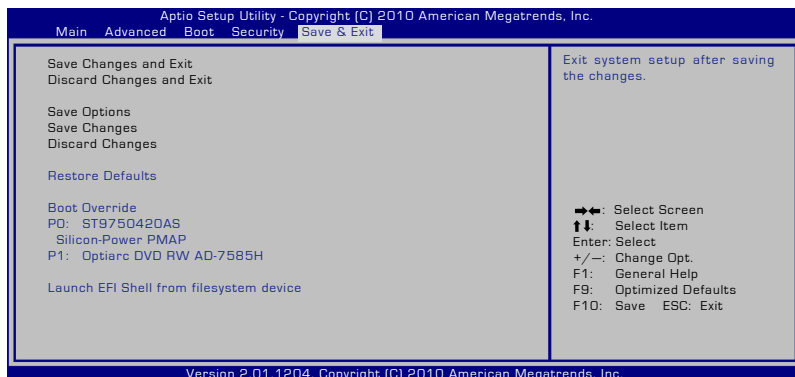 Aptio Setup Utility - Copyright (C) 2010 American Megatrends, Inc.
Main Advanced Boot Security Save & Exit
Save Changes and Exit
Discard Changes and Exit
Save Options
Save Changes
Discard Changes
Restore Defaults
Boot Override
P0: ST9750420AS
Silicon-Power PMAP
P1: Optiarc DVD RW AD-7585H
Launch EFI Shell from filesystem device
Exit system setup after saving
the changes.
→←: Select Screen
↑↓: Select Item
Enter: Select
+/—: Change Opt.
F1: General Help
F9: Optimized Defaults
F10: Save ESC: Exit
Version 2.01.1204. Copyright (C) 2010 American Megatrends, Inc.